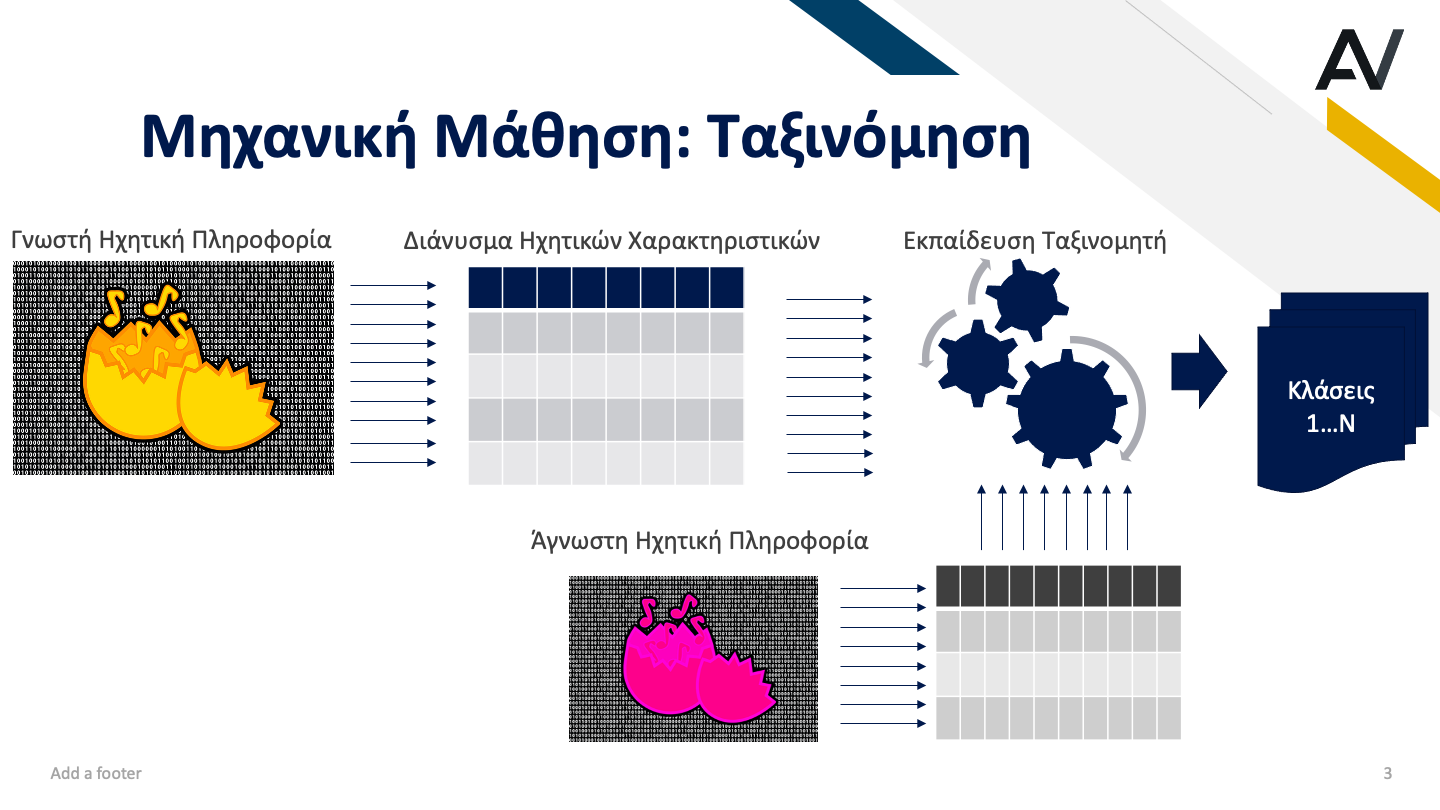 Μηχανική Μάθηση: Ταξινόμηση
Γνωστή Ηχητική Πληροφορία
Διάνυσμα Ηχητικών Χαρακτηριστικών
Εκπαίδευση Ταξινομητή
Κλάσεις
1...Ν
Άγνωστη Ηχητική Πληροφορία
Add a footer
3